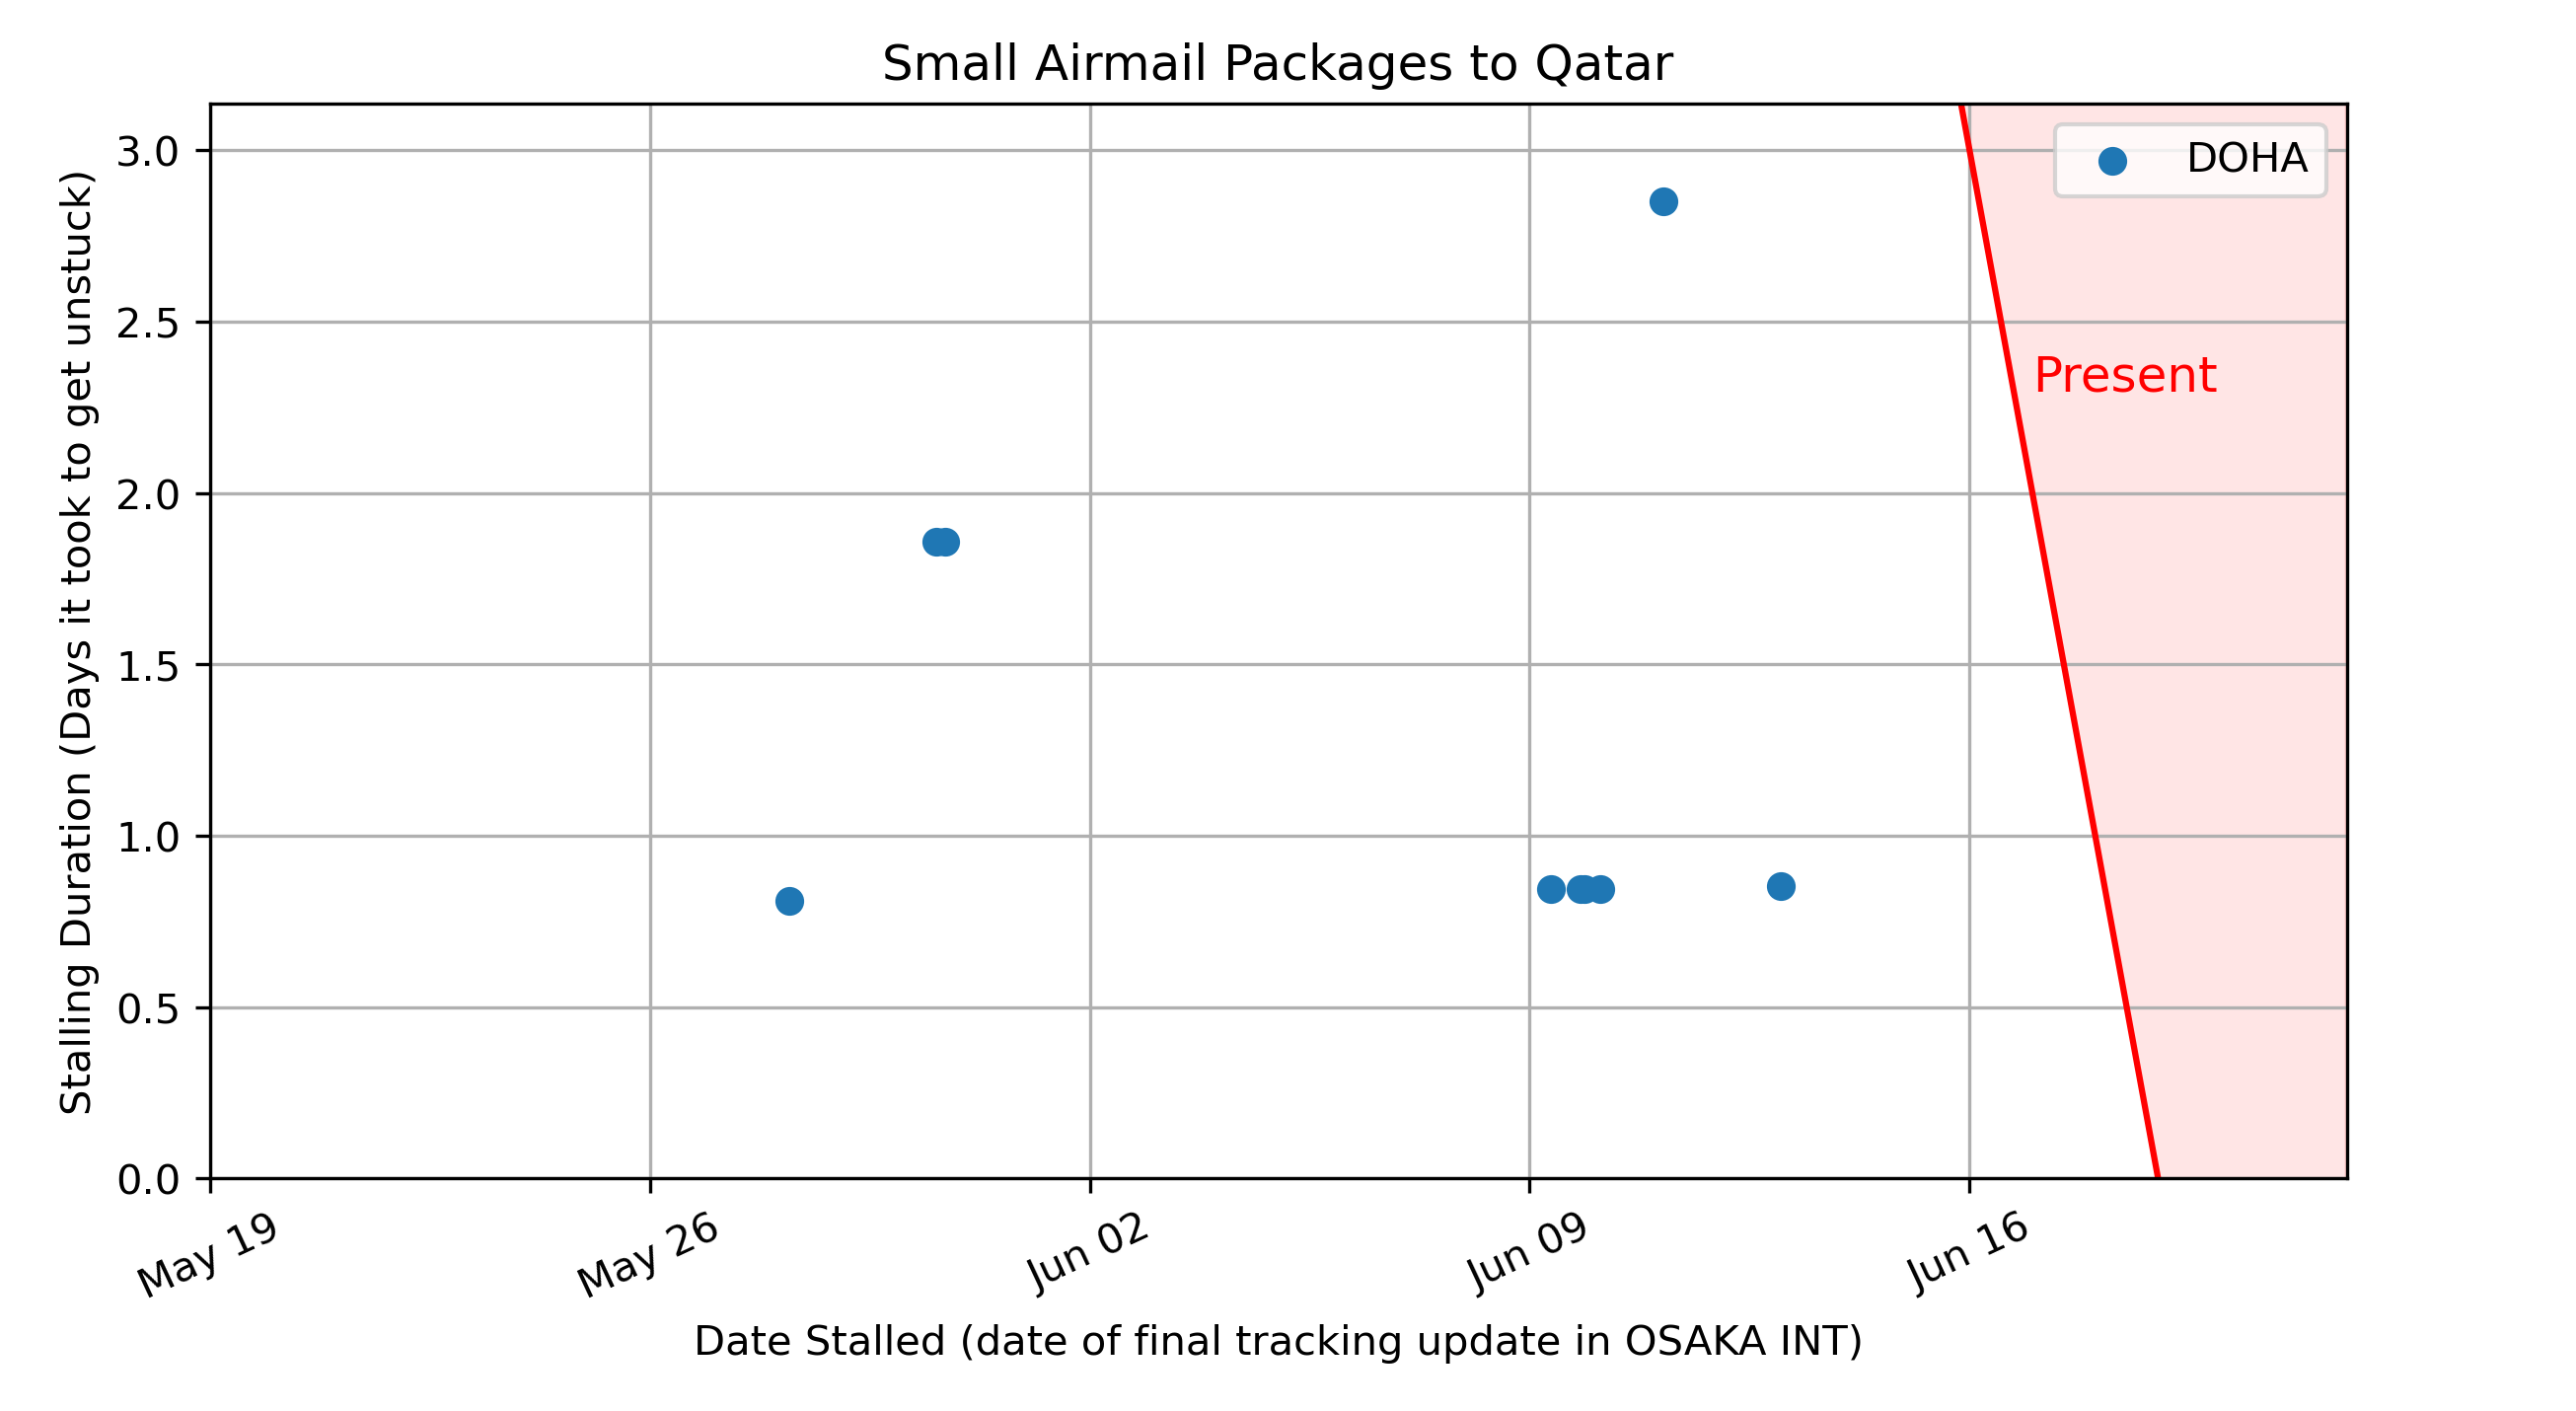 Small Airmail Packages to Qatar
DOHA
Present
Stalling Duration (Days it took to get unstuck)
3.0
2.5
2.0
1.5
1.0
0.5
0.0
May 19
May 26
Jun 02
Jun 09
Jun 16
Date Stalled (date of final tracking update in OSAKA INT)